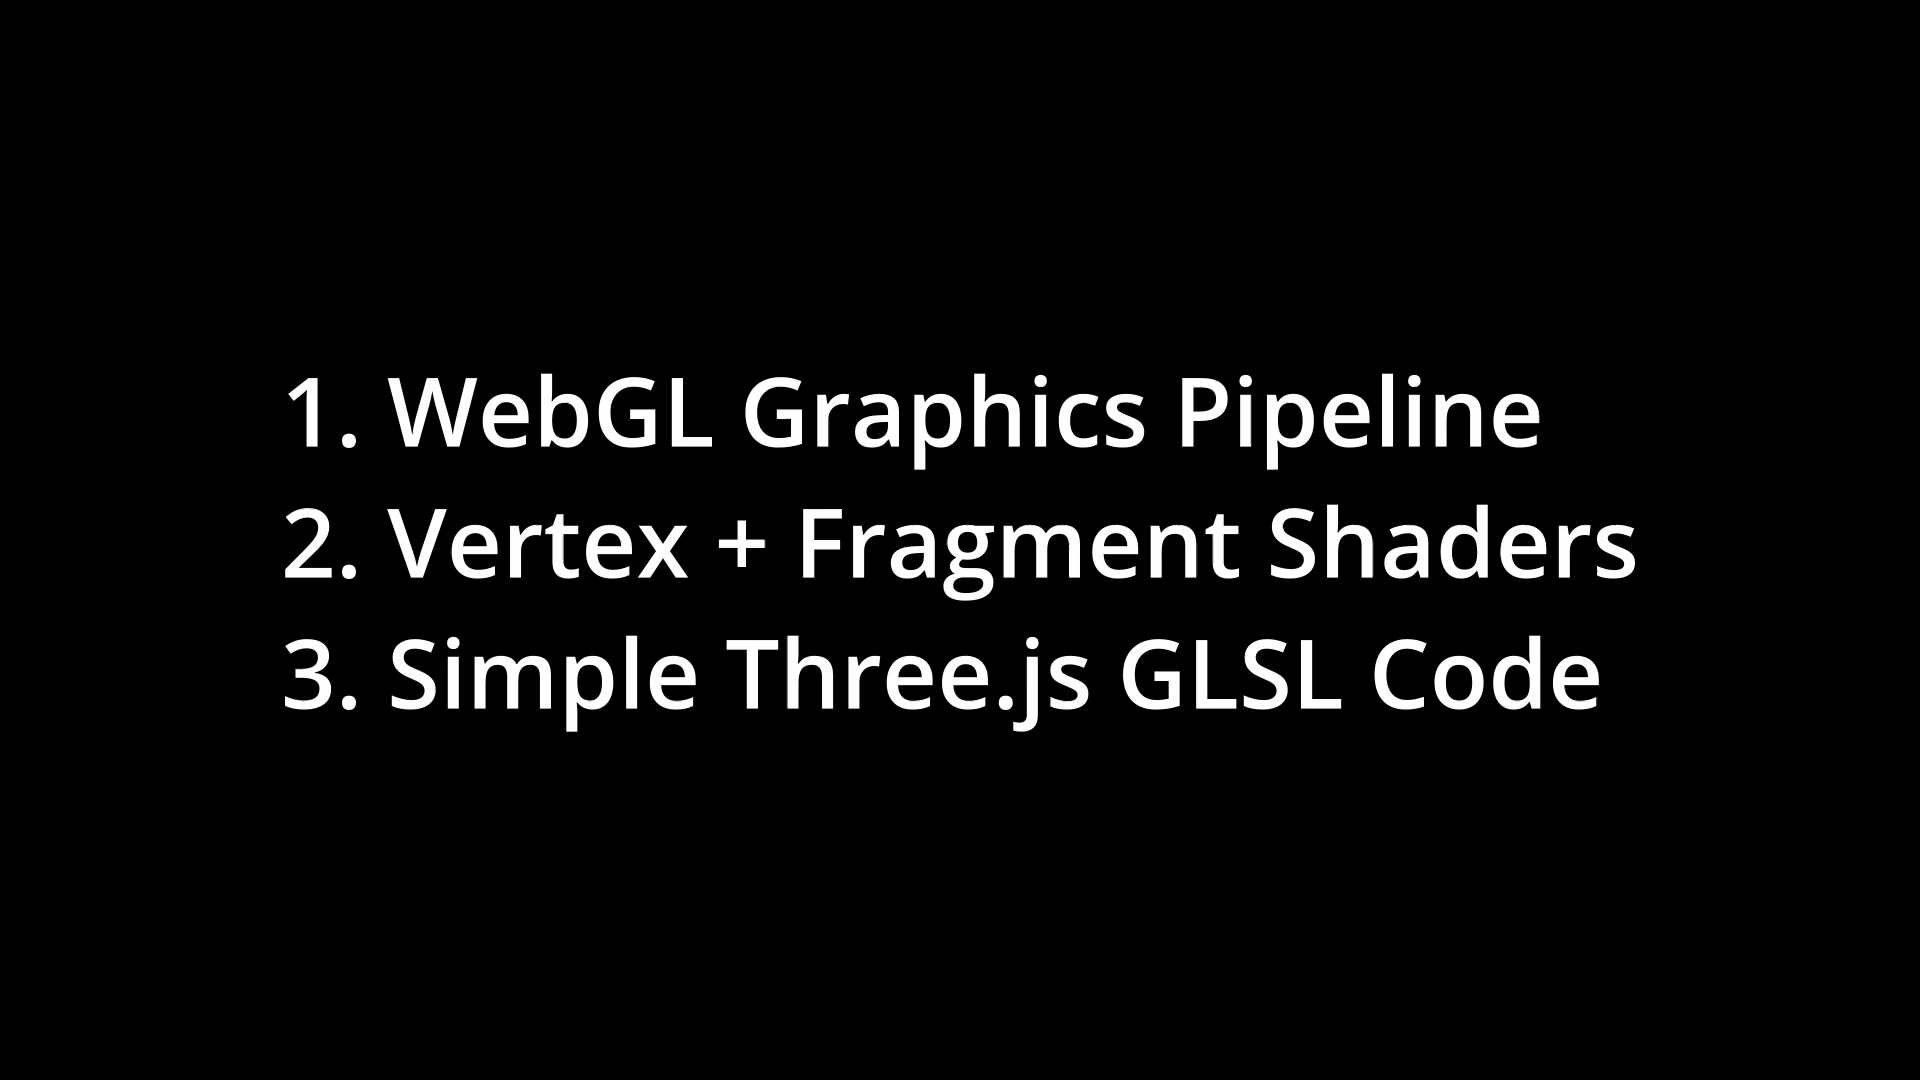 1. WebGL Graphics Pipeline
2. Vertex + Fragment Shaders
3. Simple Three.js GLSL Code